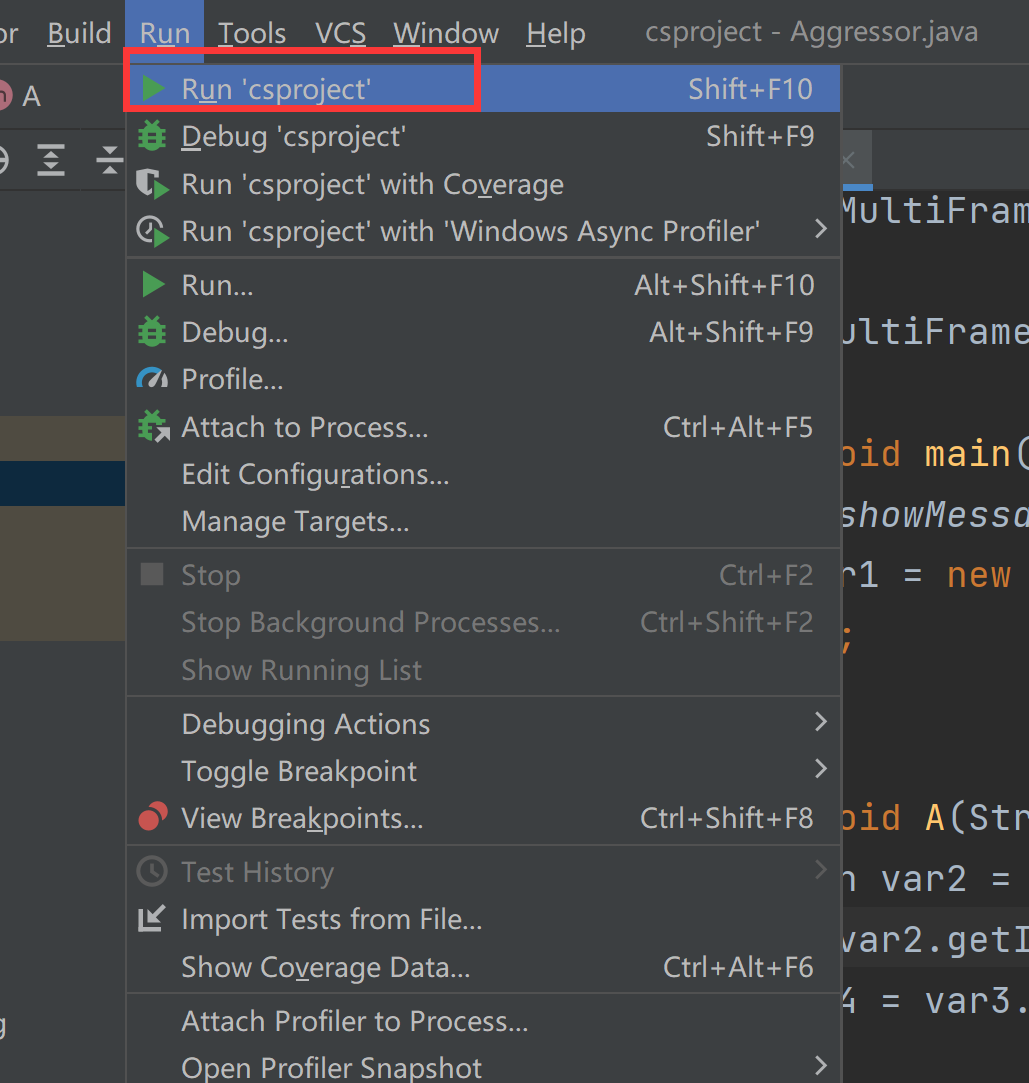 or Build Run Tools VCS Window Help csproject - Aggressor.java
A
Run 'csproject' Shift+F10
Debug 'csproject' Shift+F9
Run 'csproject' with Coverage
MultiFram
Run 'csproject' with 'Windows Async Profiler'
Run... Alt+Shift+F10
Debug... Alt+Shift+F9
ultiFrame
Profile...
Attach to Process... Ctrl+Alt+F5
oid main(
Edit Configurations...
Manage Targets...
showMessa
Stop Ctrl+F2
r1 = new
Stop Background Processes... Ctrl+Shift+F2
;
Show Running List
Debugging Actions
Toggle Breakpoint
View Breakpoints... Ctrl+Shift+F8
oid A(Str
Test History
n var2 =
Import Tests from File...
var2.getI
Show Coverage Data... Ctrl+Alt+F6
4 = var3.
Attach Profiler to Process...
g
Open Profiler Snapshot